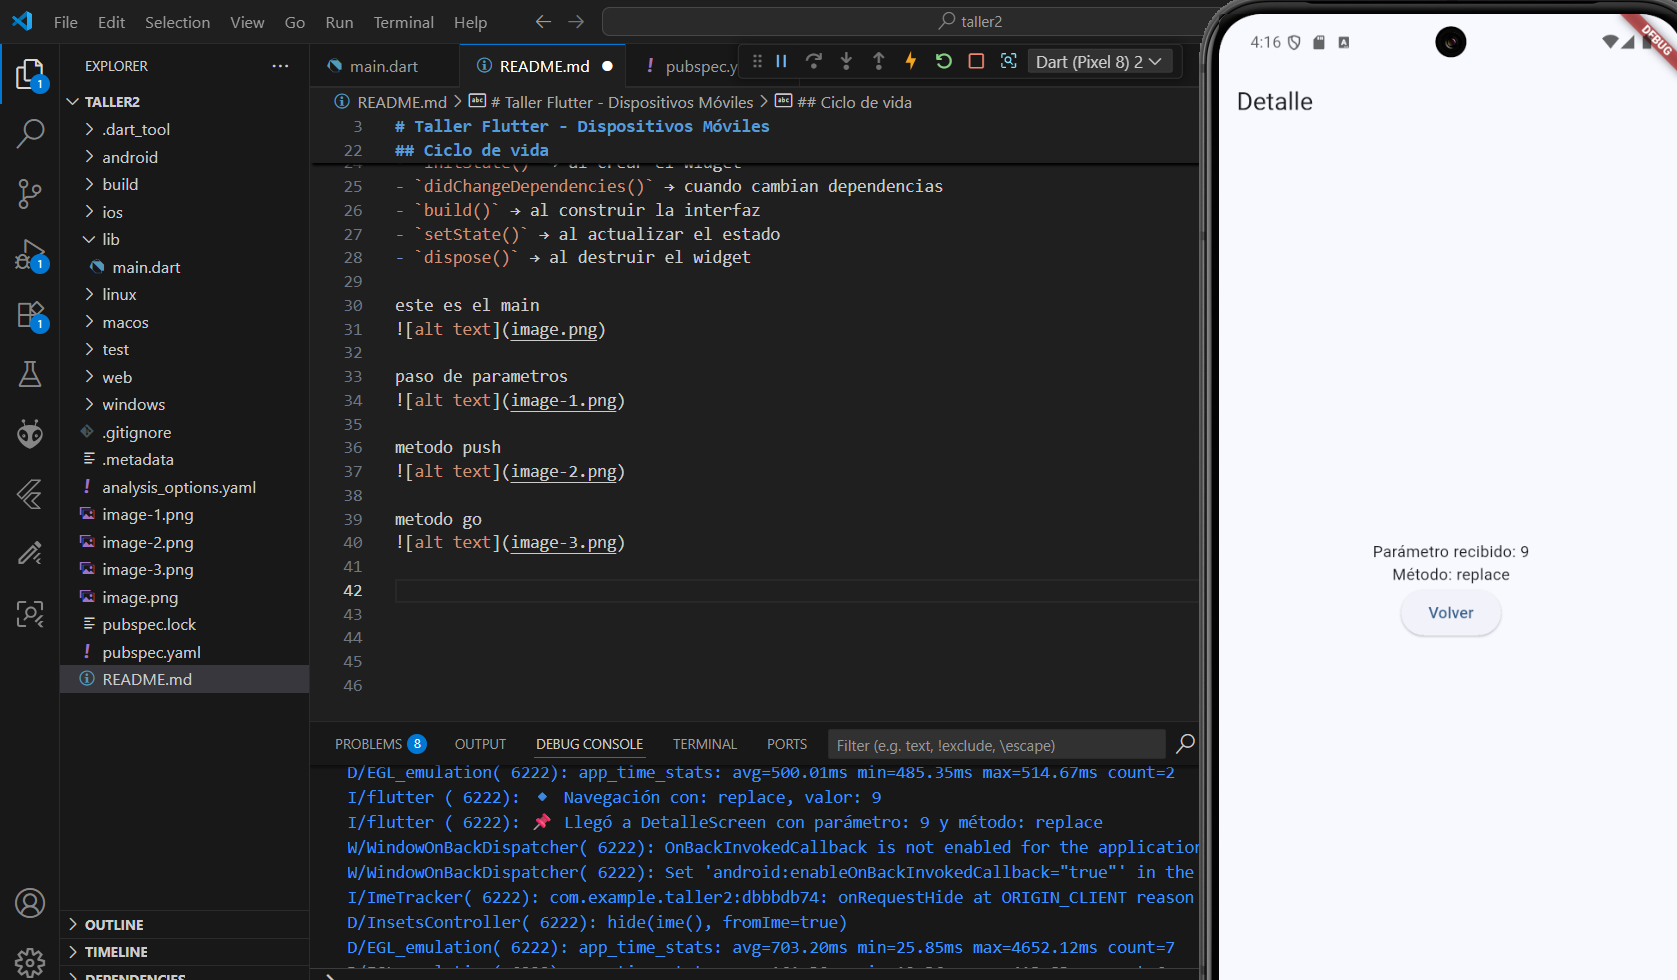 File Edit Selection View Go Run Terminal Help
taller2
EXPLORER
TALLER2
.dart_tool
android
build
ios
lib
main.dart
linux
macos
test
web
windows
.gitignore
.metadata
analysis_options.yaml
image-1.png
image-2.png
image-3.png
image.png
pubspec.lock
pubspec.yaml
README.md
OUTLINE
TIMELINE
DEPENDENCIES
1
1
1
main.dart
README.md
pubspec.y
Dart (Pixel 8) 2
README.md > # Taller Flutter - Dispositivos Móviles > ## Ciclo de vida
3 # Taller Flutter - Dispositivos Móviles
22 ## Ciclo de vida
24 - `initState()` → al crear el widget
25 - `didChangeDependencies()` → cuando cambian dependencias
26 - `build()` → al construir la interfaz
27 - `setState()` → al actualizar el estado
28 - `dispose()` → al destruir el widget
29
30 este es el main
31 ![alt text](image.png)
32
33 paso de parametros
34 ![alt text](image-1.png)
35
36 metodo push
37 ![alt text](image-2.png)
38
39 metodo go
40 ![alt text](image-3.png)
41
42
43
44
45
46
PROBLEMS 8 OUTPUT DEBUG CONSOLE TERMINAL PORTS
Filter (e.g. text, !exclude, \escape)
D/EGL_emulation( 6222): app_time_stats: avg=500.01ms min=485.35ms max=514.67ms count=2
I/flutter ( 6222): 🔹 Navegación con: replace, valor: 9
I/flutter ( 6222): 📌 Llegó a DetalleScreen con parámetro: 9 y método: replace
W/WindowOnBackDispatcher( 6222): OnBackInvokedCallback is not enabled for the application
W/WindowOnBackDispatcher( 6222): Set 'android:enableOnBackInvokedCallback="true"' in the
I/ImeTracker( 6222): com.example.taller2:dbbbdb74: onRequestHide at ORIGIN_CLIENT reason
D/InsetsController( 6222): hide(ime(), fromIme=true)
D/EGL_emulation( 6222): app_time_stats: avg=703.20ms min=25.85ms max=4652.12ms count=7
4:16
DEBUG
Detalle
Parámetro recibido: 9
Método: replace
Volver